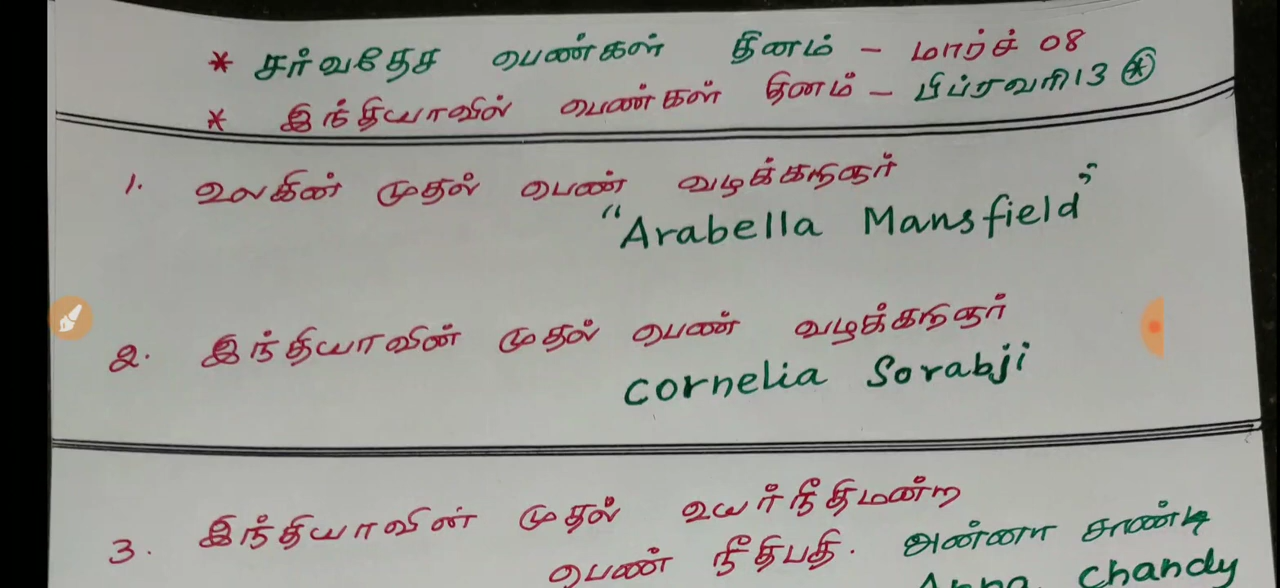 * சர்வதேச பெண்கள் தினம் - மார்ச் 08
* இந்தியாவின் பெண்கள் தினம் - பிப்ரவரி 13 *
1. உலகின் முதல் பெண் வழக்கறிஞர்
"Arabella Mansfield"
2. இந்தியாவின் முதல் பெண் வழக்கறிஞர்
Cornelia Sorabji
3. இந்தியாவின் முதல் உயர்நீதிமன்ற
பெண் நீதிபதி. அன்னா சாண்டி
Anna Chandy